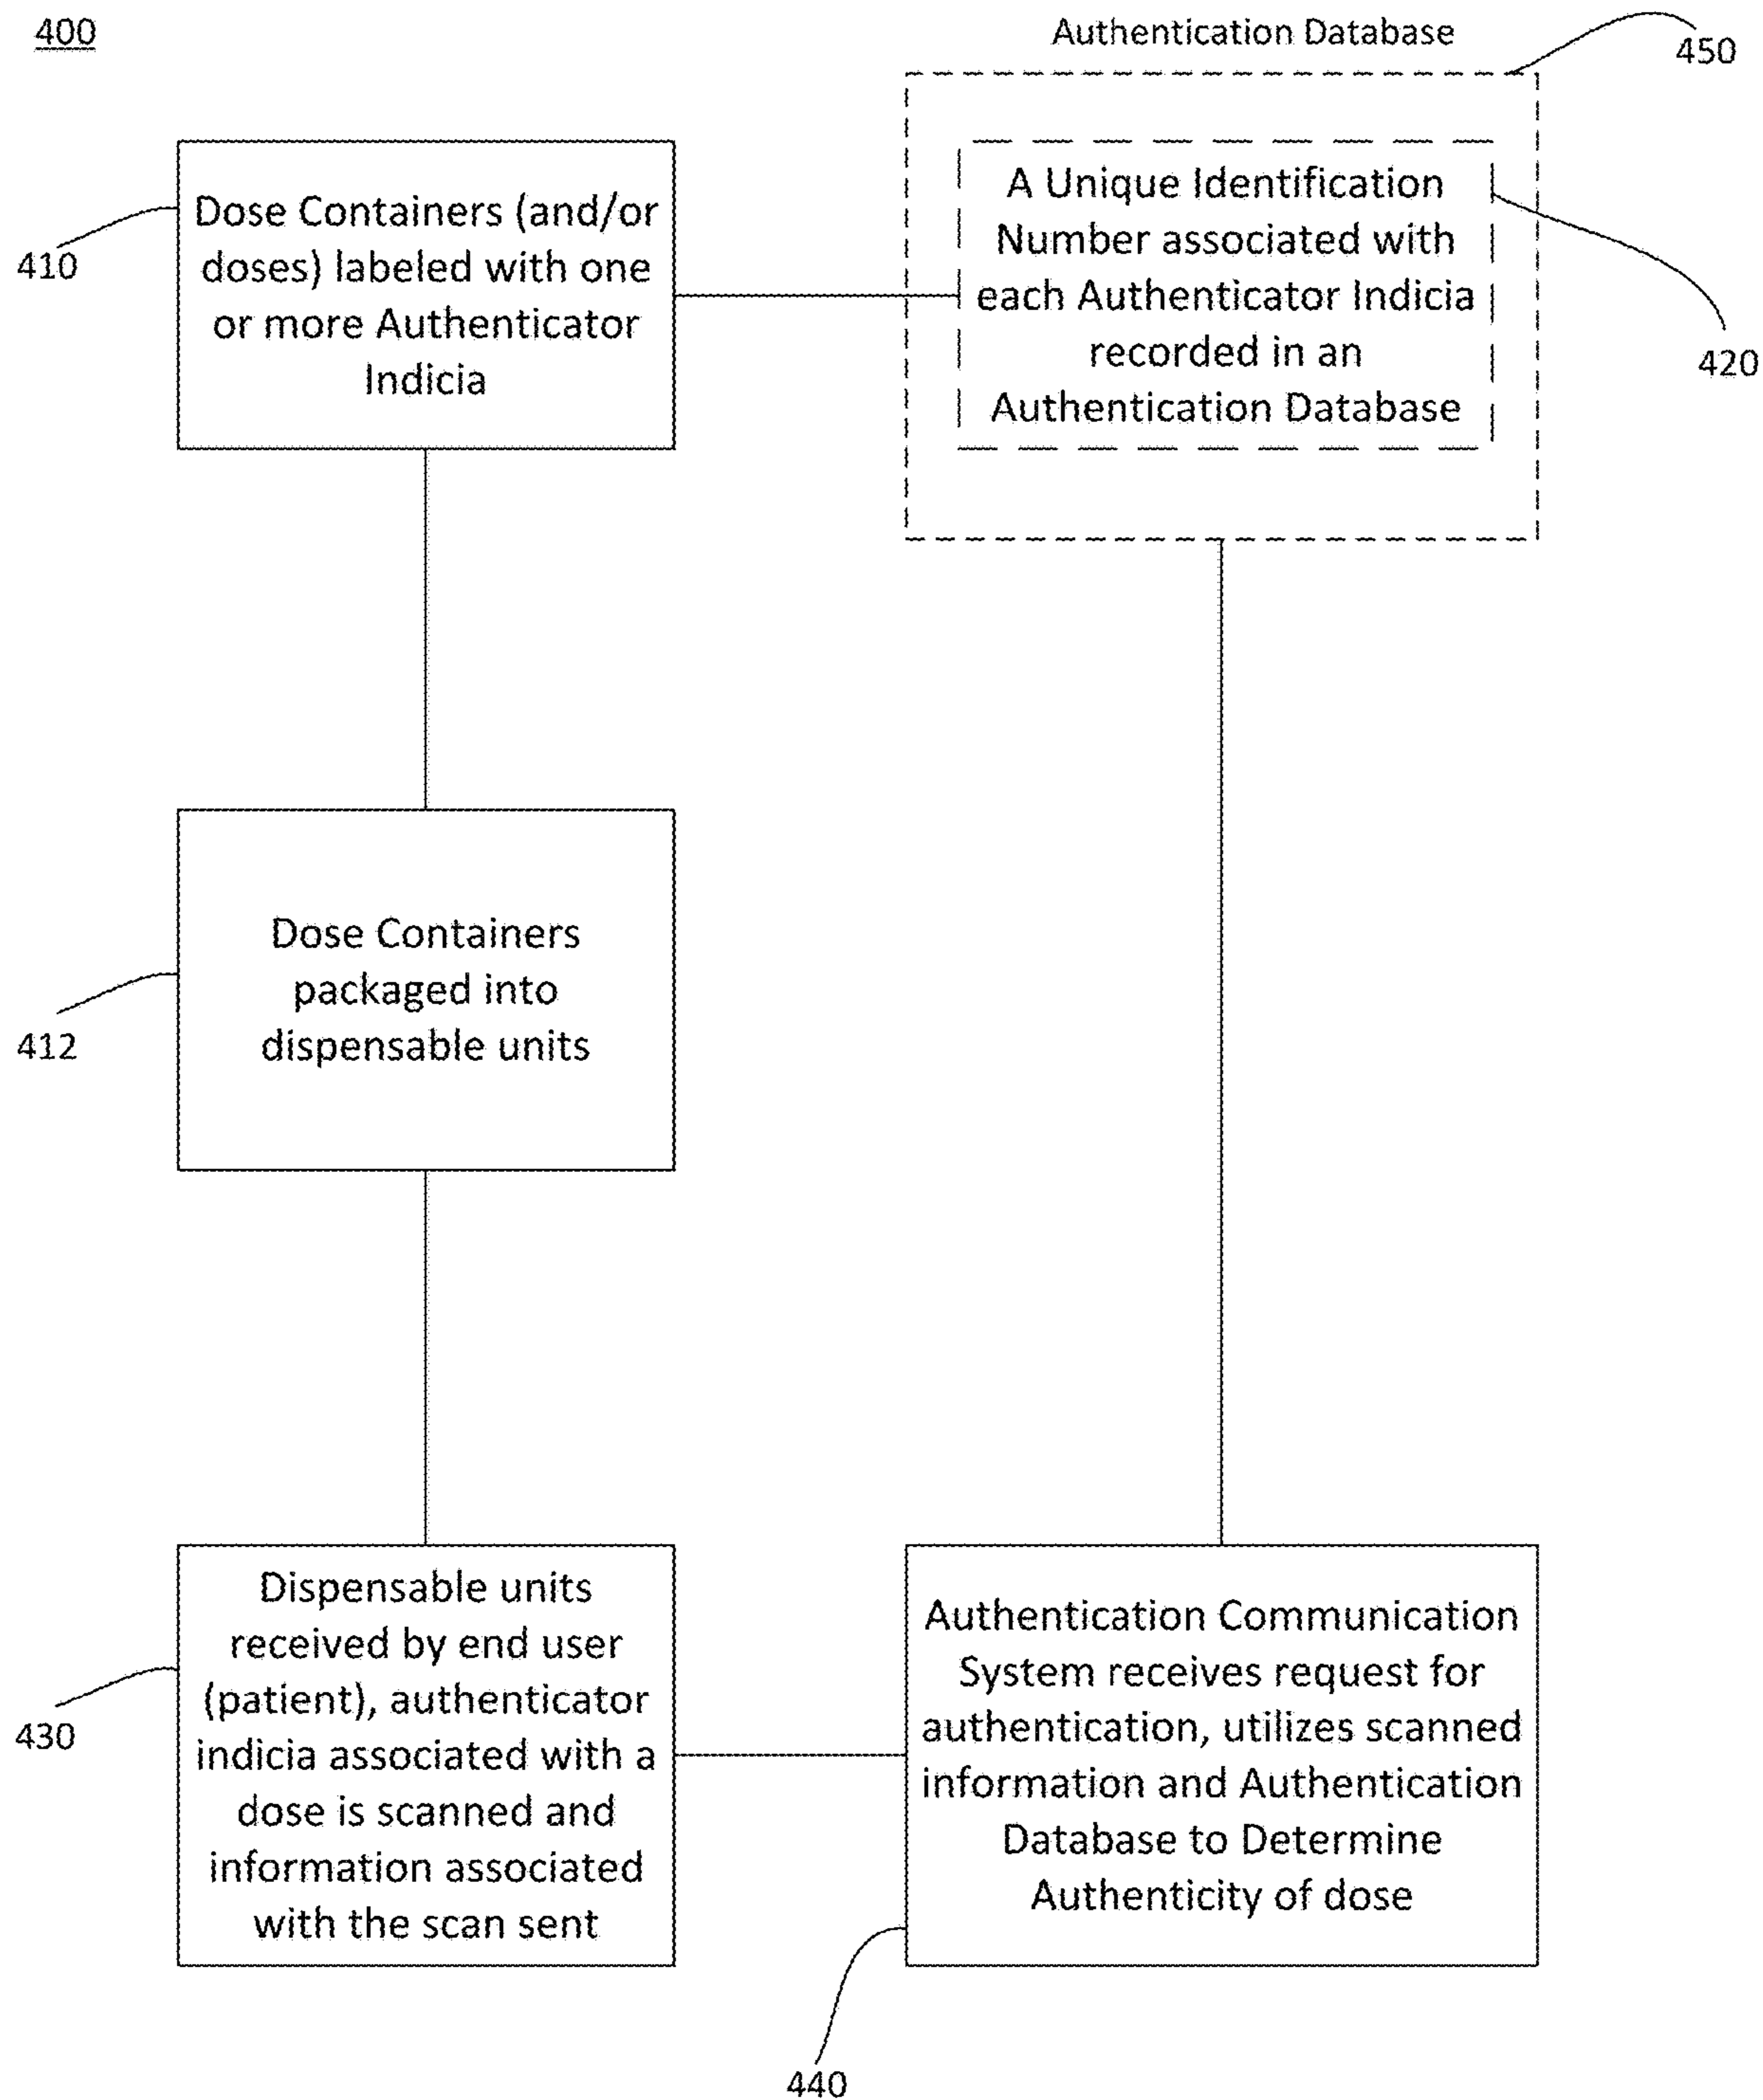 400
Authentication Database
450
Dose Containers (and/or
doses) labeled with one
or more Authenticator
Indicia
410
A Unique Identification
Number associated with
each Authenticator Indicia
recorded in an
Authentication Database
420
Dose Containers
packaged into
dispensable units
412
Dispensable units
received by end user
(patient), authenticator
indicia associated with a
dose is scanned and
information associated
with the scan sent
430
Authentication Communication
System receives request for
authentication, utilizes scanned
information and Authentication
Database to Determine
Authenticity of dose
440